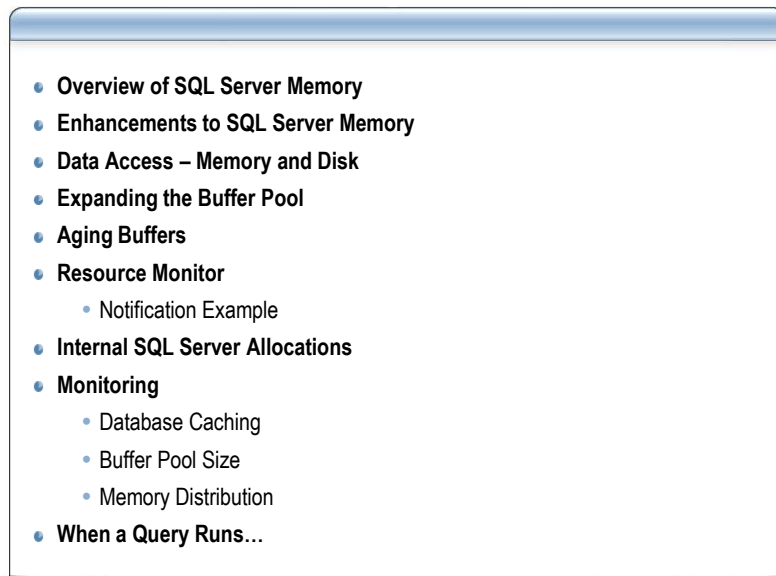 Overview of SQL Server Memory
Enhancements to SQL Server Memory
Data Access – Memory and Disk
Expanding the Buffer Pool
Aging Buffers
Resource Monitor
Notification Example
Internal SQL Server Allocations
Monitoring
Database Caching
Buffer Pool Size
Memory Distribution
When a Query Runs…